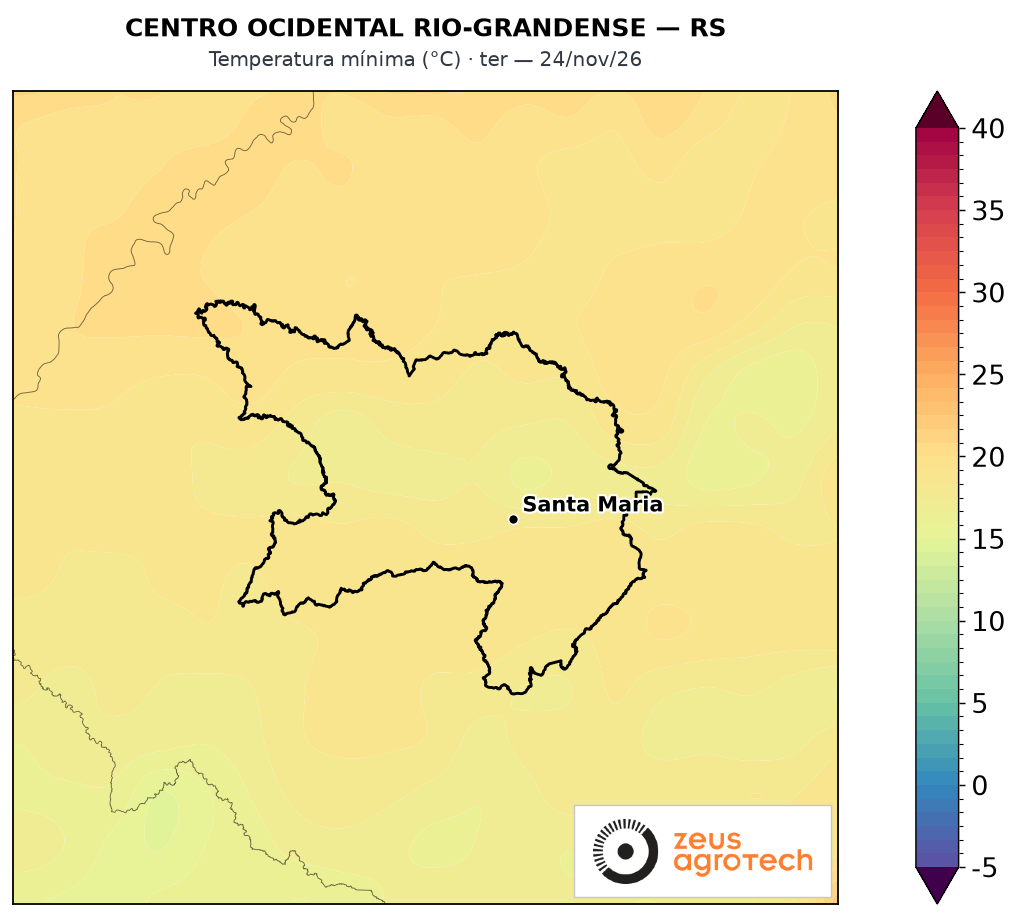 CENTRO OCIDENTAL RIO-GRANDENSE — RS
Temperatura mínima (°C) · ter — 24/nov/26
40
35
30
25
20
15
10
5
0
-5
Santa Maria
zeus
agrotech